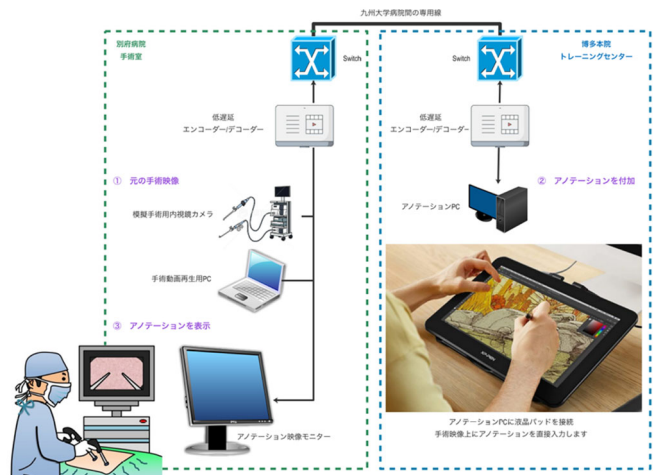 九州大学病院間の専用線
別府病院
手術室
Switch
Switch
博多本院
トレーニングセンター
低遅延
エンコーダー/デコーダー
低遅延
エンコーダー/デコーダー
① 元の手術映像
② アノテーションを付加
模擬手術用内視鏡カメラ
アノテーションPC
手術動画再生用PC
③ アノテーションを表示
アノテーション映像モニター
アノテーションPCに液晶パッドを接続
手術映像上にアノテーションを直接入力します